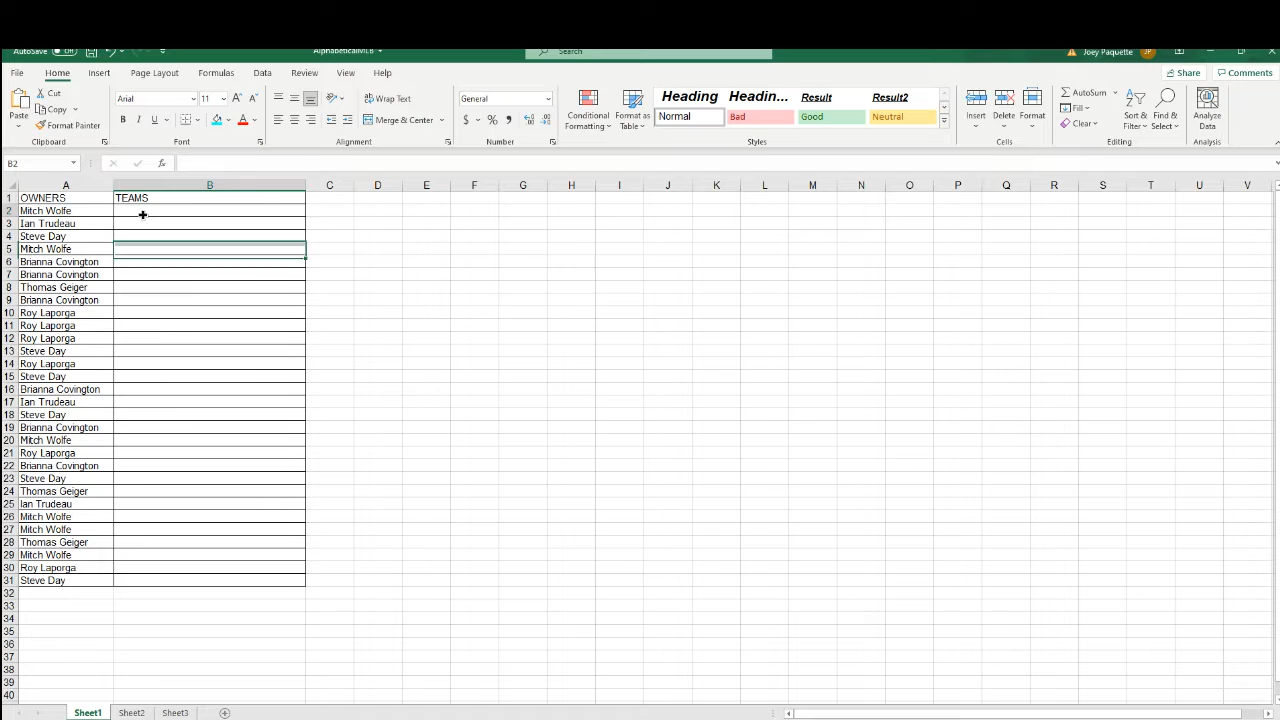 AutoSave Off AlphabeticalMLB Search Joey Paquette JP
File Home Insert Page Layout Formulas Data Review View Help Share Comments
Paste Cut Copy Format Painter
Arial 11 A A
B I U A
Wrap Text
Merge & Center
General
$ % 9
Conditional Formatting Format as Table
Heading Headin... Result Result2
Normal Bad Good Neutral
Insert Delete Format
AutoSum Fill Clear
Sort & Filter Find & Select Analyze Data
Clipboard Font Alignment Number Styles Cells Editing Analysis
B2 fx
A B C D E F G H I J K L M N O P Q R S T U V
1 OWNERS TEAMS
2 Mitch Wolfe
3 Ian Trudeau
4 Steve Day
5 Mitch Wolfe
6 Brianna Covington
7 Brianna Covington
8 Thomas Geiger
9 Brianna Covington
10 Roy Laporga
11 Roy Laporga
12 Roy Laporga
13 Steve Day
14 Roy Laporga
15 Steve Day
16 Brianna Covington
17 Ian Trudeau
18 Steve Day
19 Brianna Covington
20 Mitch Wolfe
21 Roy Laporga
22 Brianna Covington
23 Steve Day
24 Thomas Geiger
25 Ian Trudeau
26 Mitch Wolfe
27 Mitch Wolfe
28 Thomas Geiger
29 Mitch Wolfe
30 Roy Laporga
31 Steve Day
32
33
34
35
36
37
38
39
40
Sheet1 Sheet2 Sheet3